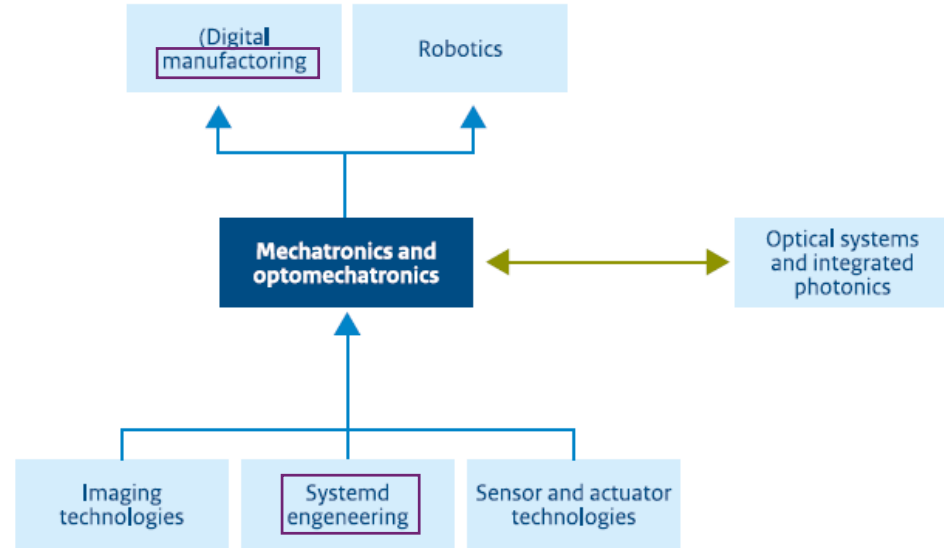 (Digital
manufactoring
Robotics
Mechatronics and
optomechatronics
Optical systems
and integrated
photonics
Imaging
technologies
Systemd
engeneering
Sensor and actuator
technologies